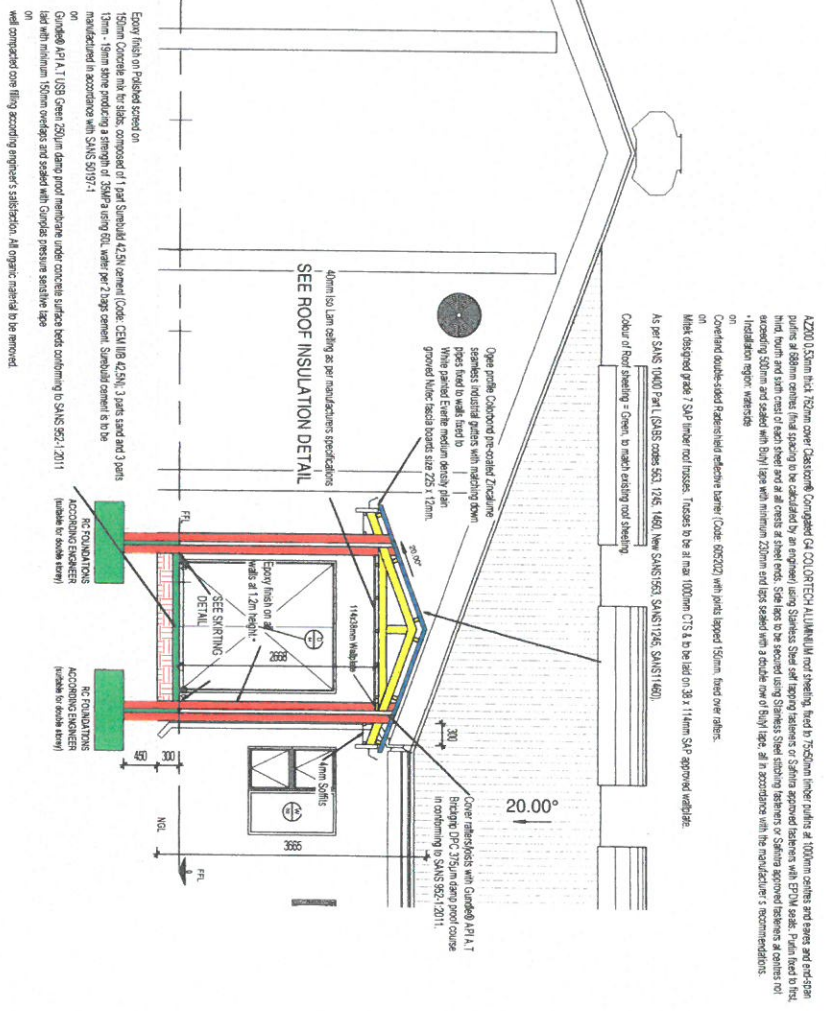 AZ200 0.53mm thick 762mm cover Classicorr® Corrugated G4 COLORTECH ALUMINIUM roof sheeting, fixed to 75x50mm timber purlins at 1000mm centres and eaves and end-span
purlins at 688mm centres (final spacing to be calculated by an engineer) using Stainless Steel self tapping fasteners or Safintra approved fasteners with EPDM seals. Purlin fixed to first,
third, fourth and sixth crest of each sheet and at all crests at sheet ends. Side laps to be secured using Stainless Steel stitching fasteners or Safintra approved fasteners at centres not
exceeding 500mm and sealed with Butyl tape with minimum 230mm end laps sealed with a double row of Butyl tape, all in accordance with the manufacturer's recommendations.
• Installation region: waterside
on
Coverland double-sided Radenshield reflective barrier (Code: 605202) with joints lapped 150mm, fixed over rafters.
on
Mitek designed grade 7 SAP timber roof trusses. Trusses to be at max 1000mm CTS & to be laid on 38 x 114mm SAP approved wallplate.
As per SANS 10400 Part L (SABS codes 563, 1245, 1460, New SANS1563, SANS11245, SANS11460).
Colour of Roof sheeting = Green, to match existing roof sheeting.
20.00°
Ogee profile Colorbond pre-coated Zincalume
seamless industrial gutters with matching down
pipes fixed to walls fixed to
White painted Everite medium density plain
grooved Nutec fascia boards size 225 x 12mm.
40mm Iso Lam ceiling as per manufacturers specifications
SEE ROOF INSULATION DETAIL
20.00°
300
Cover rafters/joists with Gundle® API A.T
Brickgrip DPC 375µm damp proof course
in conforming to SANS 952-1:2011.
114x38mm Wallplate
4mm Soffits
2668
3665
Epoxy finish on all
walls at 1.2m height.*
SEE SKIRTING
DETAIL
FFL
FFL
NGL
300
450
RC FOUNDATIONS
ACCORDING ENGINEER
(suitable for double storey)
RC FOUNDATIONS
ACCORDING ENGINEER
(suitable for double storey)
Epoxy finish on Polished screed on
150mm Concrete mix for slabs, composed of 1 part Surebuild 42,5N cement (Code: CEM II/B 42,5N); 3 parts sand and 3 parts
13mm - 19mm stone producing a strength of 35MPa using 60L water per 2 bags cement. Surebuild cement is to be
manufactured in accordance with SANS 50197-1
on
Gundle® API A.T USB Green 250µm damp proof membrane under concrete surface beds conforming to SANS 952-1:2011
laid with minimum 150mm overlaps and sealed with Gunplas pressure sensitive tape
on
well compacted core filling according engineer's satisfaction. All organic material to be removed.